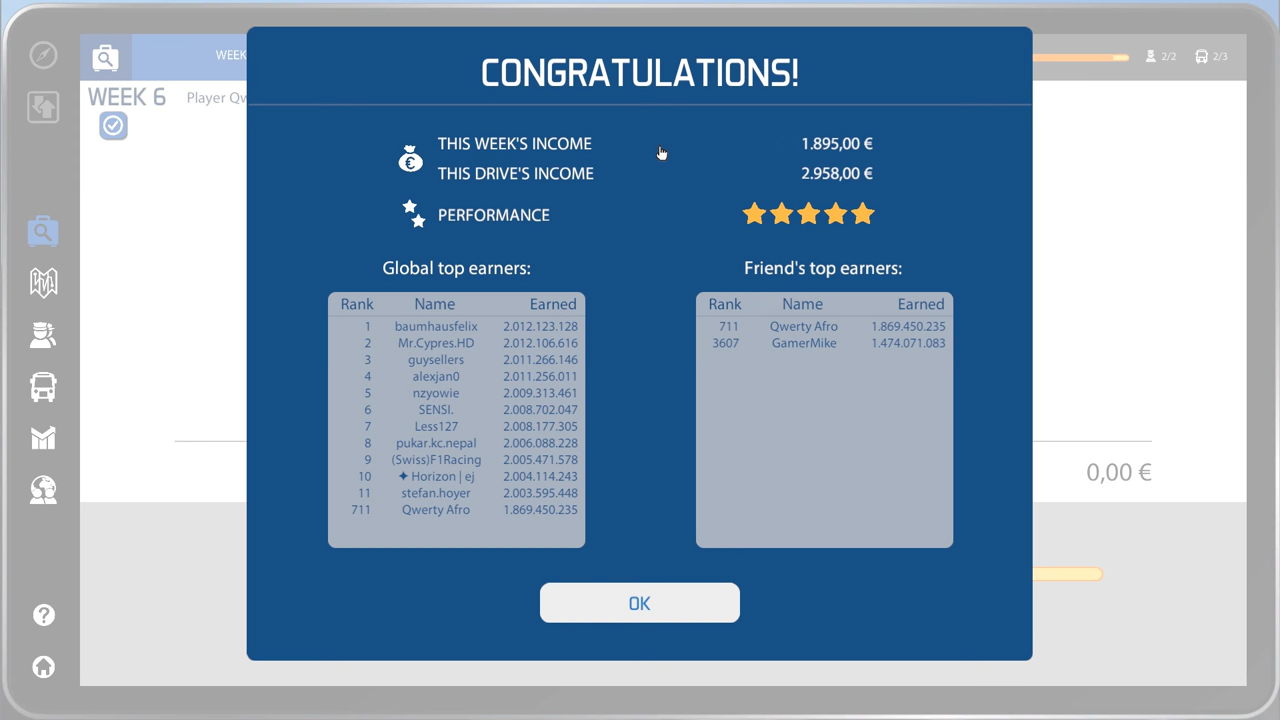 WEEK
2/2
2/3
WEEK 6
Player Qw
CONGRATULATIONS!
THIS WEEK'S INCOME 1.895,00 €
THIS DRIVE'S INCOME 2.958,00 €
PERFORMANCE
Global top earners:
Rank Name Earned
1 baumhausfelix 2.012.123.128
2 Mr.Cypres.HD 2.012.106.616
3 guysellers 2.011.266.146
4 alexjan0 2.011.256.011
5 nzyowie 2.009.313.461
6 SENSI. 2.008.702.047
7 Less127 2.008.177.305
8 pukar.kc.nepal 2.006.088.228
9 (Swiss)F1Racing 2.005.471.578
10 ✦ Horizon | ej 2.004.114.243
11 stefan.hoyer 2.003.595.448
711 Qwerty Afro 1.869.450.235
Friend's top earners:
Rank Name Earned
711 Qwerty Afro 1.869.450.235
3607 GamerMike 1.474.071.083
0,00 €
OK